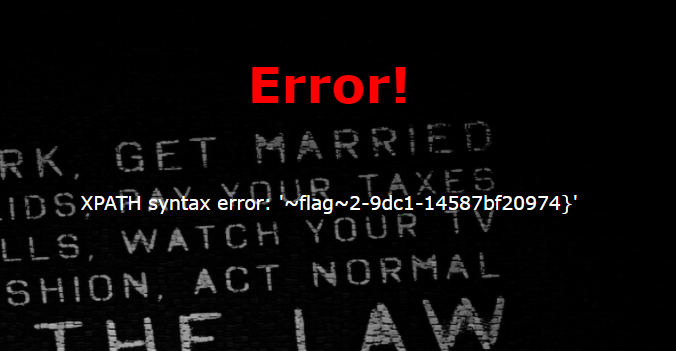 Error!
RK, GET MARRIED
IDS, PAY YOUR TAXES
XPATH syntax error: '~flag~2-9dc1-14587bf20974}'
LLS, WATCH YOUR TV
SHION, ACT NORMAL
THE LAW